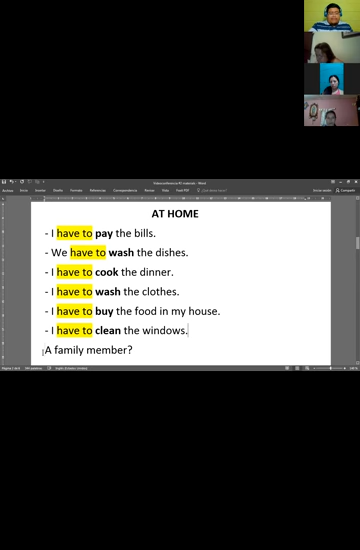 AT HOME
- I have to pay the bills.
- We have to wash the dishes.
- I have to cook the dinner.
- I have to wash the clothes.
- I have to buy the food in my house.
- I have to clean the windows.
A family member?